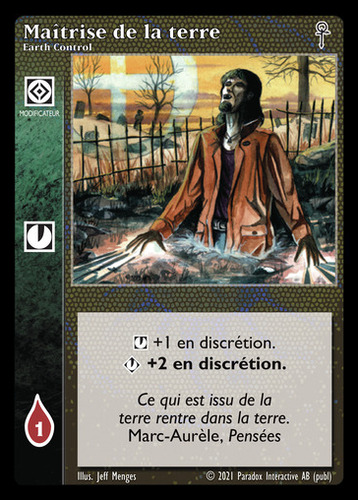 Maîtrise de la terre
Earth Control
MODIFICATEUR
+1 en discrétion.
+2 en discrétion.
Ce qui est issu de la
terre rentre dans la terre.
Marc-Aurèle, Pensées
1
Illus. Jeff Menges
© 2021 Paradox Interactive AB (publ)